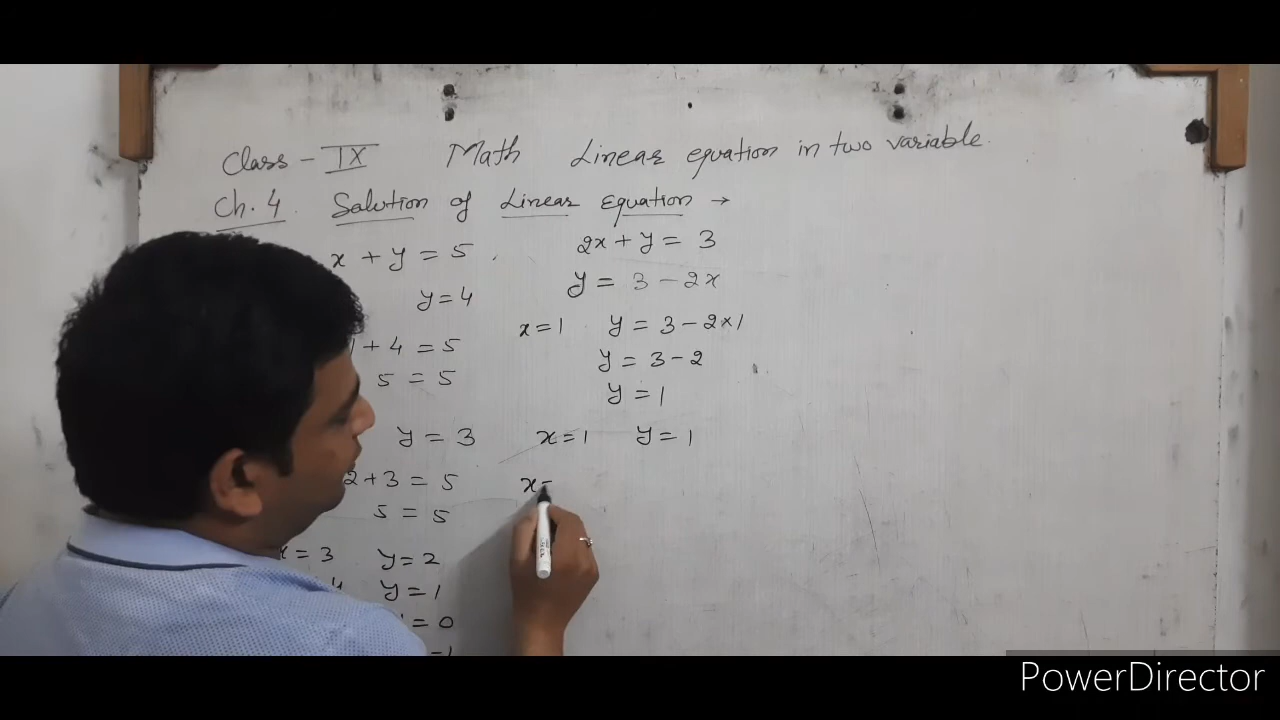 Class - IX Math Linear equation in two variable.
Ch. 4. Solution of Linear Equation →
x + y = 5
y = 4
1 + 4 = 5
5 = 5
y = 3
2 + 3 = 5
5 = 5
x = 3 y = 2
4 y = 1
= 0
-1
2x + y = 3
y = 3 - 2x
x = 1 y = 3 - 2 x 1
y = 3 - 2
y = 1
x = 1 y = 1
x =
PowerDirector